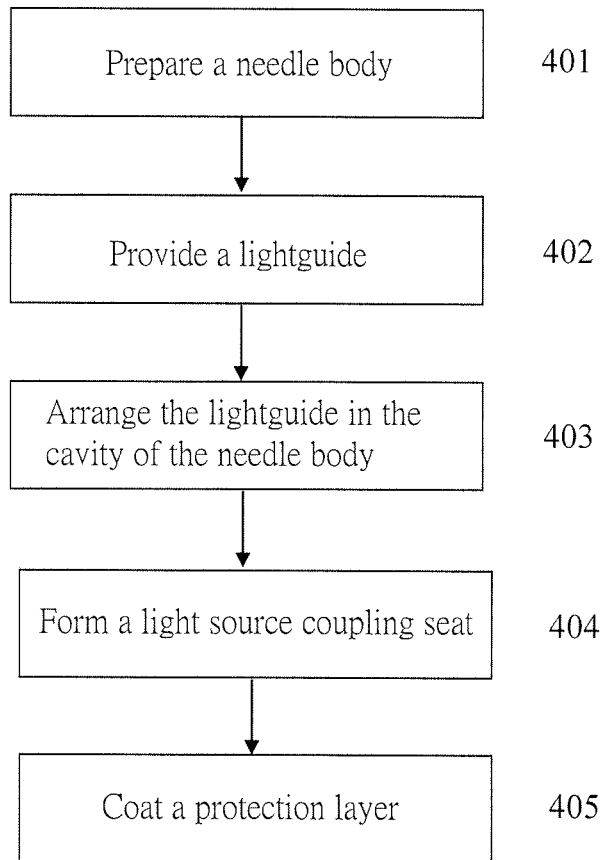 Prepare a needle body 401
Provide a lightguide 402
Arrange the lightguide in the
cavity of the needle body 403
Form a light source coupling seat 404
Coat a protection layer 405